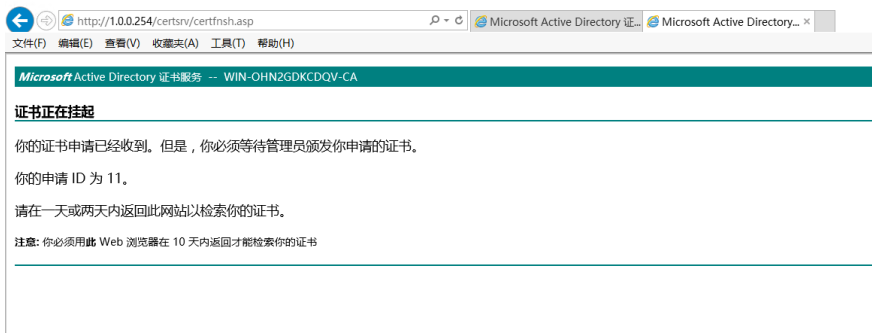 http://1.0.0.254/certsrv/certfnsh.asp
Microsoft Active Directory 证...
Microsoft Active Directory...
文件(F) 编辑(E) 查看(V) 收藏夹(A) 工具(T) 帮助(H)
Microsoft Active Directory 证书服务 -- WIN-OHN2GDKCDQV-CA
证书正在挂起
你的证书申请已经收到。但是，你必须等待管理员颁发你申请的证书。
你的申请 ID 为 11。
请在一天或两天内返回此网站以检索你的证书。
注意: 你必须用此 Web 浏览器在 10 天内返回才能检索你的证书